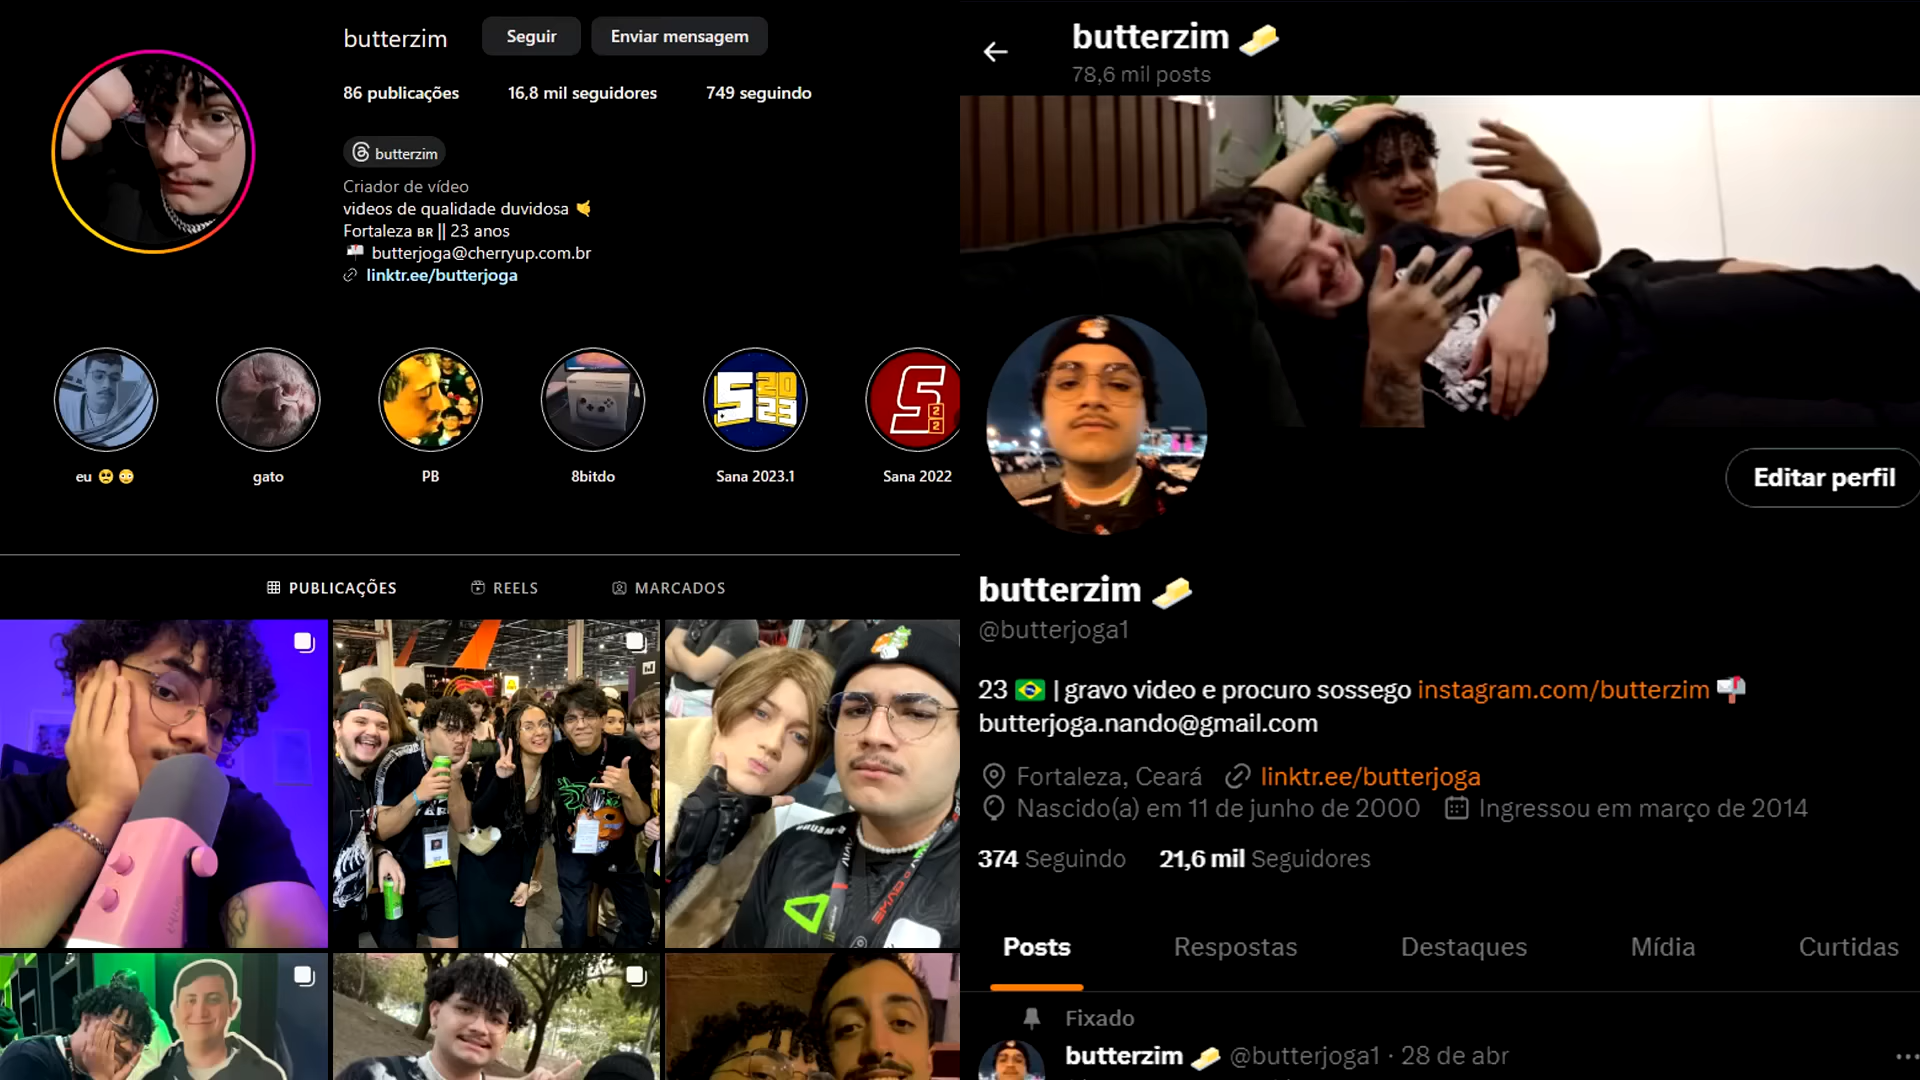 butterzim
Seguir
Enviar mensagem
86 publicações
16,8 mil seguidores
749 seguindo
butterzim
Criador de vídeo
videos de qualidade duvidosa 🤙
Fortaleza ʙʀ || 23 anos
📬 butterjoga@cherryup.com.br
linktr.ee/butterjoga
S 2023
S 22
eu 🥺 😳
gato
PB
8bitdo
Sana 2023.1
Sana 2022
PUBLICAÇÕES
REELS
MARCADOS
butterzim 🧈
78,6 mil posts
Editar perfil
butterzim 🧈
@butterjoga1
23 🇧🇷 | gravo video e procuro sossego instagram.com/butterzim 📬
butterjoga.nando@gmail.com
Fortaleza, Ceará
linktr.ee/butterjoga
Nascido(a) em 11 de junho de 2000
Ingressou em março de 2014
374 Seguindo
21,6 mil Seguidores
Posts
Respostas
Destaques
Mídia
Curtidas
Fixado
butterzim 🧈 @butterjoga1 · 28 de abr